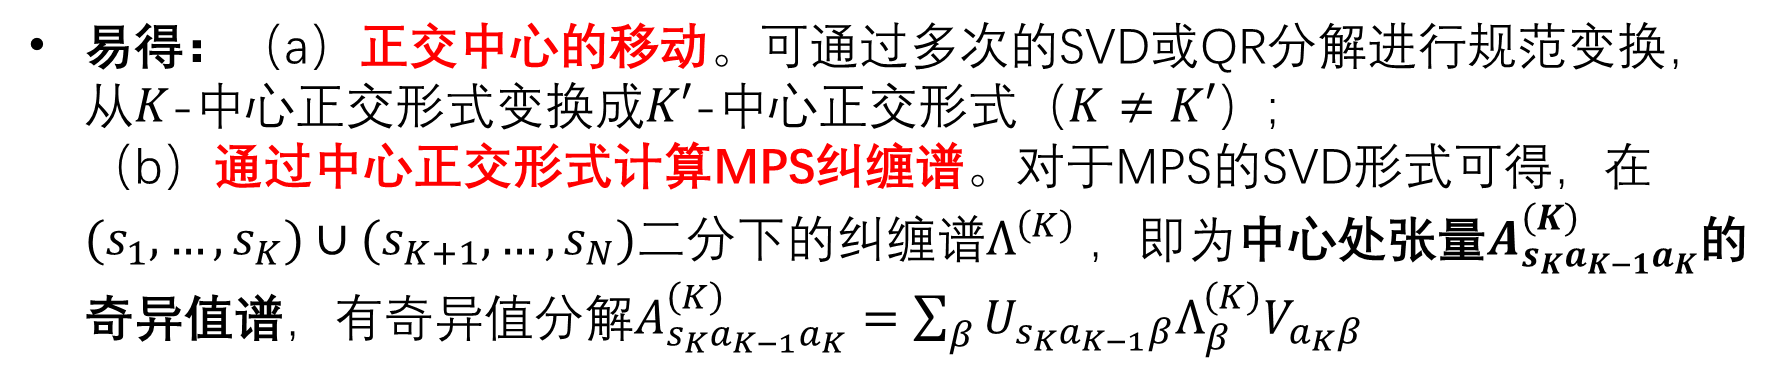 • 易得：（a）正交中心的移动。可通过多次的SVD或QR分解进行规范变换，
从K-中心正交形式变换成K′-中心正交形式（K ≠ K′）；
（b）通过中心正交形式计算MPS纠缠谱。对于MPS的SVD形式可得，在
(s_1, … , s_K) ∪ (s_{K+1}, … , s_N)二分下的纠缠谱Λ^{(K)}，即为中心处张量A^{(K)}_{s_K a_{K−1} a_K}的
奇异值谱，有奇异值分解A^{(K)}_{s_K a_{K−1} a_K} = ∑_β U_{s_K a_{K−1} β} Λ^{(K)}_β V_{a_K β}